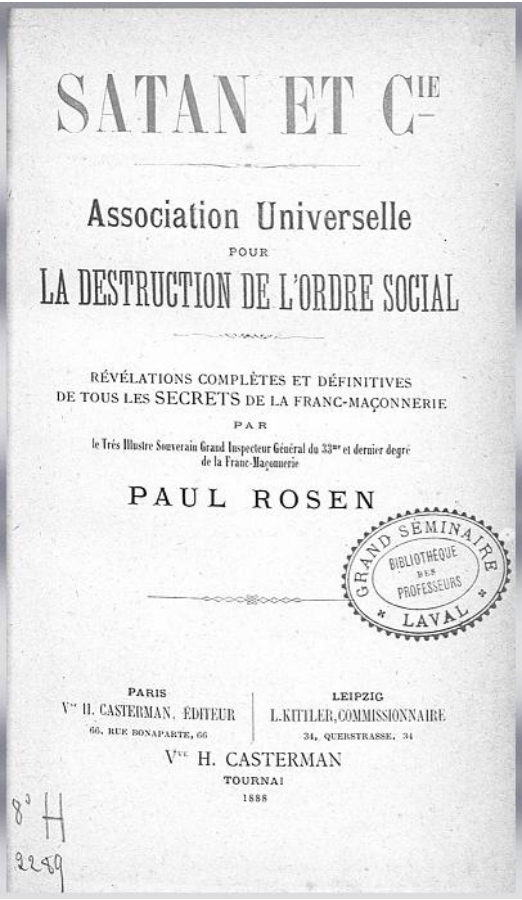 SATAN ET CIE
Association Universelle
POUR
LA DESTRUCTION DE L'ORDRE SOCIAL
RÉVÉLATIONS COMPLÈTES ET DÉFINITIVES
DE TOUS LES SECRETS DE LA FRANC-MAÇONNERIE
PAR
le Très Illustre Souverain Grand Inspecteur Général du 33me et dernier degré
de la Franc-Maçonnerie
PAUL ROSEN
GRAND SÉMINAIRE
BIBLIOTHÈQUE
DES
PROFESSEURS
* LAVAL *
PARIS
Vve H. CASTERMAN, ÉDITEUR
66, RUE BONAPARTE, 66
LEIPZIG
L. KITTLER, COMMISSIONNAIRE
34, QUERSTRASSE, 34
Vve H. CASTERMAN
TOURNAI
1888
8° H
2289